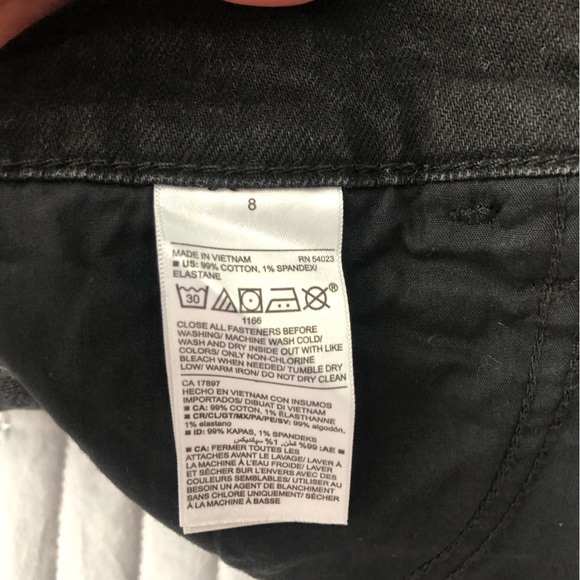 8
MADE IN VIETNAM RN 54023
■ US: 99% COTTON, 1% SPANDEX/
ELASTANE
30 ®
1166
CLOSE ALL FASTENERS BEFORE
WASHING/ MACHINE WASH COLD/
WASH AND DRY INSIDE OUT WITH LIKE
COLORS/ ONLY NON-CHLORINE
BLEACH WHEN NEEDED/ TUMBLE DRY
LOW/ WARM IRON/ DO NOT DRY CLEAN
CA 17897
HECHO EN VIETNAM CON INSUMOS
IMPORTADOS/ DIBUAT DI VIETNAM
■ CA: 99% COTON, 1% ÉLASTHANNE
■ CR/CL/GT/MX/PA/PE/SV: 99% algodón,
1% elastano
■ ID: 99% KAPAS, 1% SPANDEKS
■ AE: 99% قطن, 1% سباندكس
■ CA: FERMER TOUTES LES
ATTACHES AVANT LE LAVAGE/ LAVER À
LA MACHINE À L'EAU FROIDE/ LAVER
ET SÉCHER SUR L'ENVERS AVEC DES
COULEURS SEMBLABLES/ UTILISER AU
BESOIN UN AGENT DE BLANCHIMENT
SANS CHLORE UNIQUEMENT/ SÉCHER
À LA MACHINE À BASSE